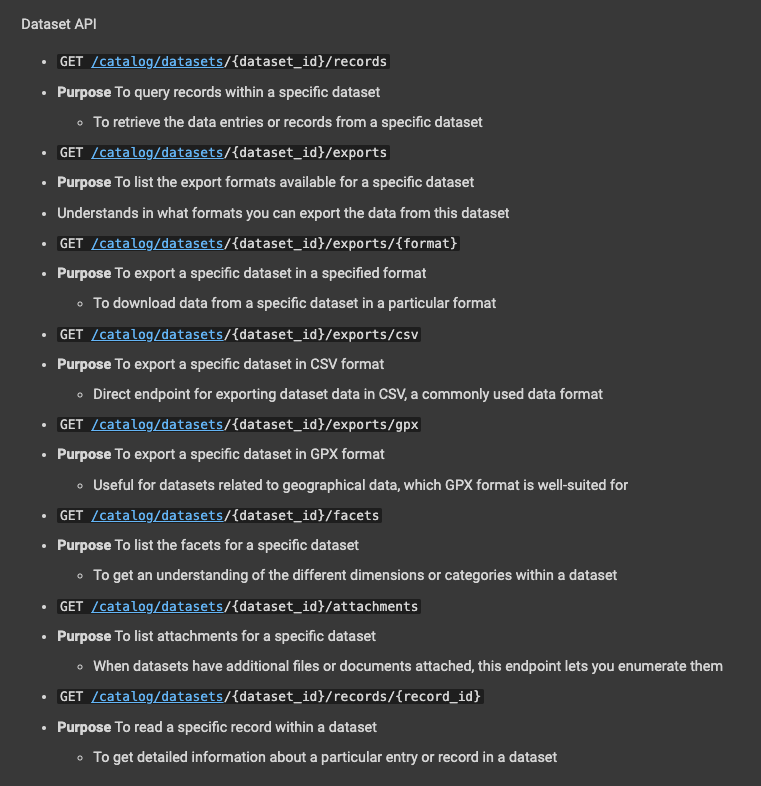 Dataset API
GET /catalog/datasets/{dataset_id}/records
Purpose To query records within a specific dataset
To retrieve the data entries or records from a specific dataset
GET /catalog/datasets/{dataset_id}/exports
Purpose To list the export formats available for a specific dataset
Understands in what formats you can export the data from this dataset
GET /catalog/datasets/{dataset_id}/exports/{format}
Purpose To export a specific dataset in a specified format
To download data from a specific dataset in a particular format
GET /catalog/datasets/{dataset_id}/exports/csv
Purpose To export a specific dataset in CSV format
Direct endpoint for exporting dataset data in CSV, a commonly used data format
GET /catalog/datasets/{dataset_id}/exports/gpx
Purpose To export a specific dataset in GPX format
Useful for datasets related to geographical data, which GPX format is well-suited for
GET /catalog/datasets/{dataset_id}/facets
Purpose To list the facets for a specific dataset
To get an understanding of the different dimensions or categories within a dataset
GET /catalog/datasets/{dataset_id}/attachments
Purpose To list attachments for a specific dataset
When datasets have additional files or documents attached, this endpoint lets you enumerate them
GET /catalog/datasets/{dataset_id}/records/{record_id}
Purpose To read a specific record within a dataset
To get detailed information about a particular entry or record in a dataset